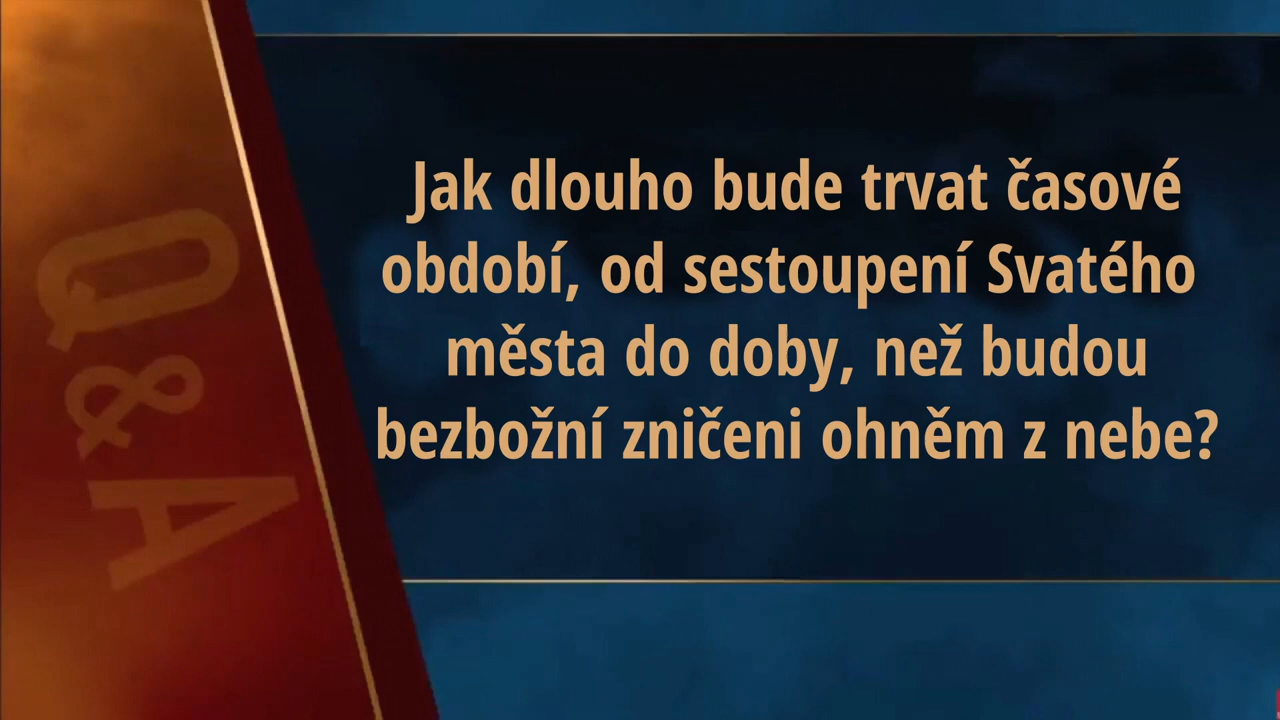 Q&A
Jak dlouho bude trvat časové
období, od sestoupení Svatého
města do doby, než budou
bezbožní zničeni ohněm z nebe?